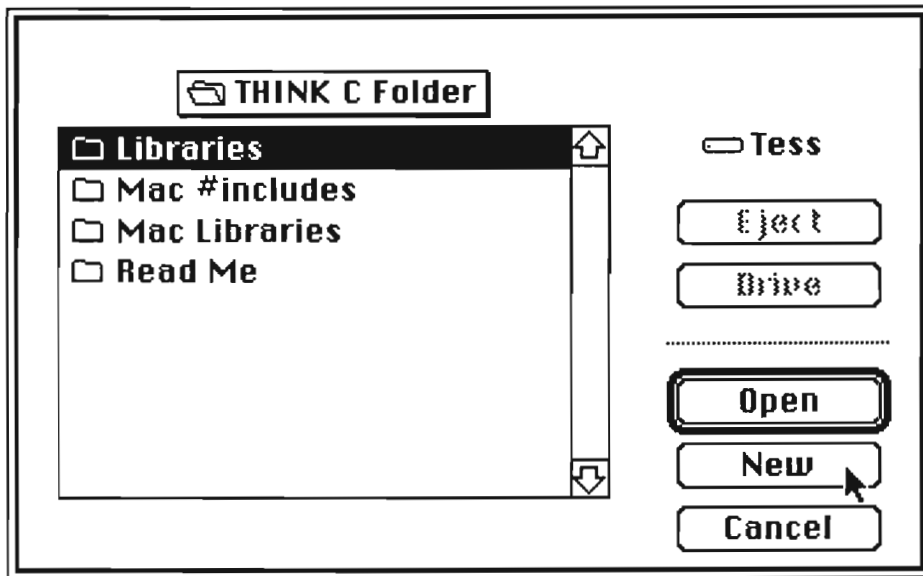 THINK C Folder
Libraries
Mac #includes
Mac Libraries
Read Me
Tess
Eject
Drive
Open
New
Cancel